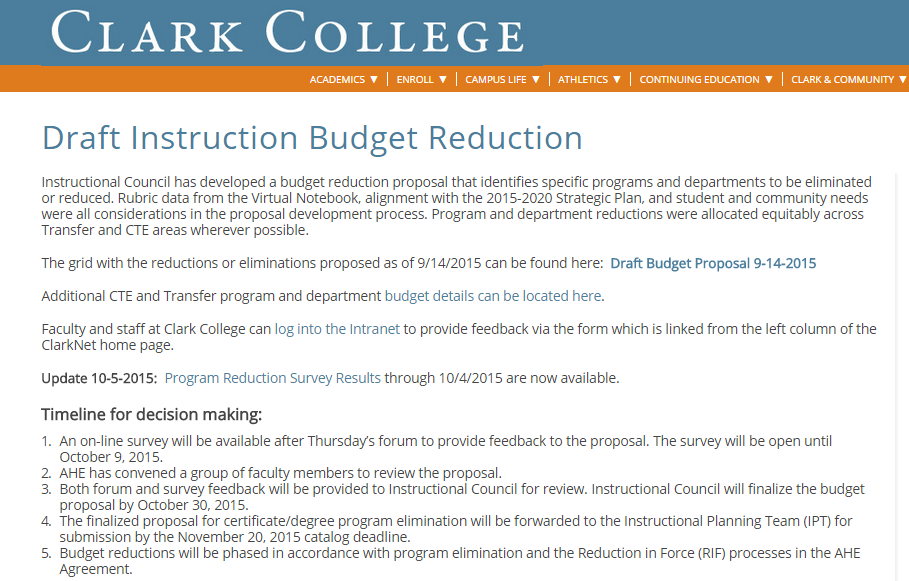 CLARK COLLEGE
ACADEMICS ▼ | ENROLL ▼ | CAMPUS LIFE ▼ | ATHLETICS ▼ | CONTINUING EDUCATION ▼ | CLARK & COMMUNITY ▼
Draft Instruction Budget Reduction
Instructional Council has developed a budget reduction proposal that identifies specific programs and departments to be eliminated
or reduced. Rubric data from the Virtual Notebook, alignment with the 2015-2020 Strategic Plan, and student and community needs
were all considerations in the proposal development process. Program and department reductions were allocated equitably across
Transfer and CTE areas wherever possible.
The grid with the reductions or eliminations proposed as of 9/14/2015 can be found here:  Draft Budget Proposal 9-14-2015
Additional CTE and Transfer program and department budget details can be located here.
Faculty and staff at Clark College can log into the Intranet to provide feedback via the form which is linked from the left column of the
ClarkNet home page.
Update 10-5-2015:  Program Reduction Survey Results through 10/4/2015 are now available.
Timeline for decision making:
1. An on-line survey will be available after Thursday's forum to provide feedback to the proposal. The survey will be open until
October 9, 2015.
2. AHE has convened a group of faculty members to review the proposal.
3. Both forum and survey feedback will be provided to Instructional Council for review. Instructional Council will finalize the budget
proposal by October 30, 2015.
4. The finalized proposal for certificate/degree program elimination will be forwarded to the Instructional Planning Team (IPT) for
submission by the November 20, 2015 catalog deadline.
5. Budget reductions will be phased in accordance with program elimination and the Reduction in Force (RIF) processes in the AHE
Agreement.